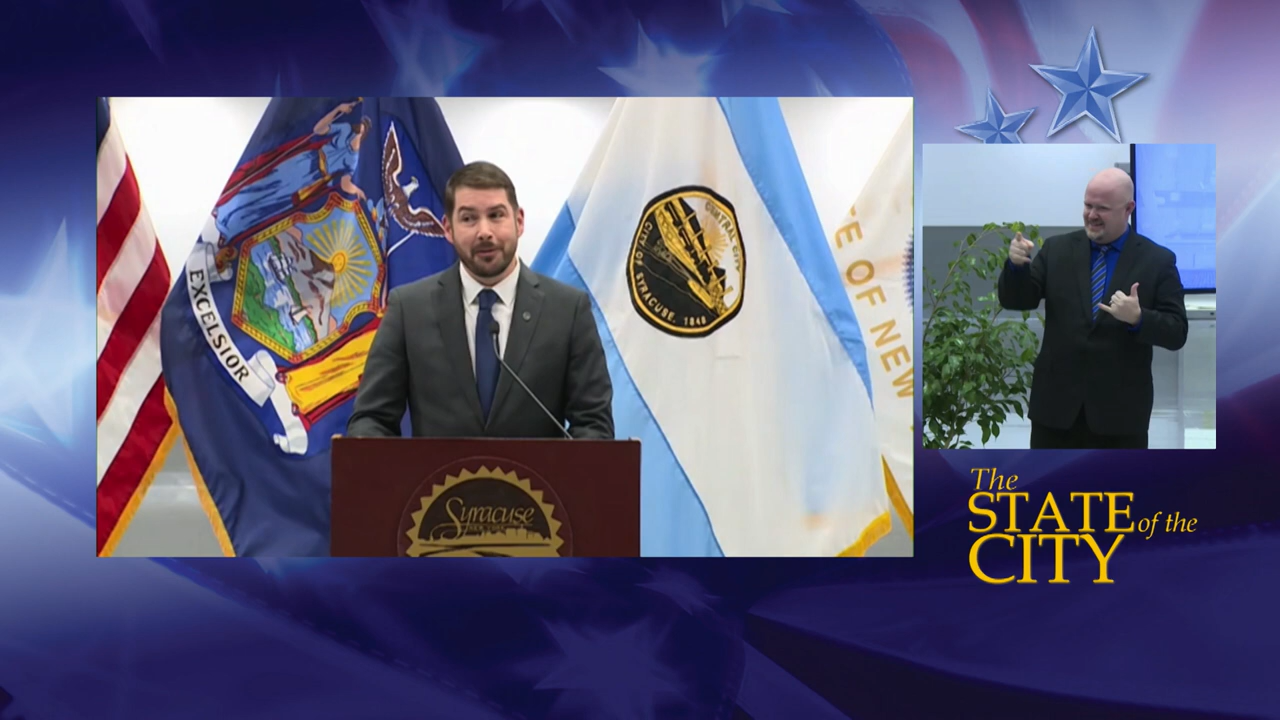 EXCELSIOR
CENTRAL CITY
CITY OF SYRACUSE. 1848
E OF NEW
Syracuse
The
STATE of the
CITY